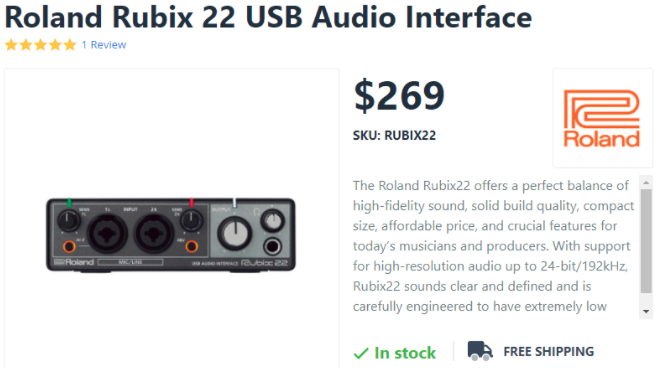 Roland Rubix 22 USB Audio Interface
1 Review
$269
SKU: RUBIX22
Roland
The Roland Rubix22 offers a perfect balance of
high-fidelity sound, solid build quality, compact
size, affordable price, and crucial features for
today's musicians and producers. With support
for high-resolution audio up to 24-bit/192kHz,
Rubix22 sounds clear and defined and is
carefully engineered to have extremely low
INPUT
OUTPUT
Roland
MIC/LINE
USB AUDIO INTERFACE
Rubix 22
In stock
FREE SHIPPING